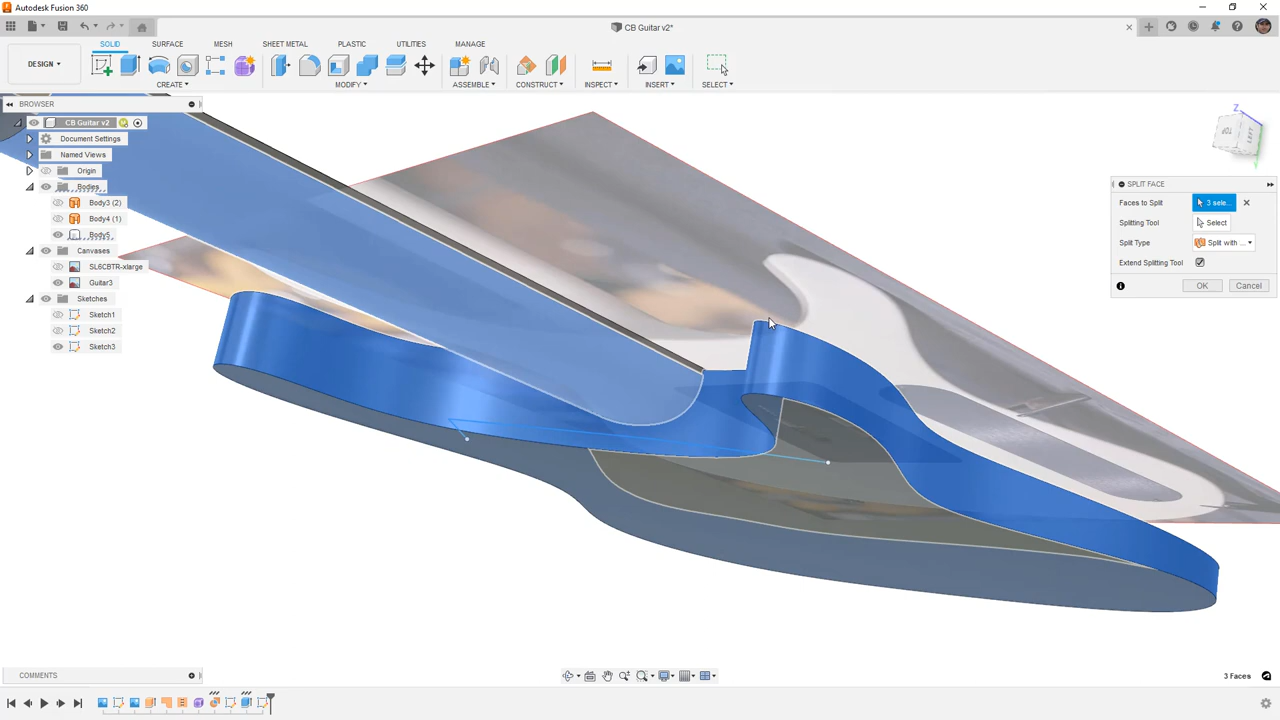 Autodesk Fusion 360
CB Guitar v2*
SOLID SURFACE MESH SHEET METAL PLASTIC UTILITIES MANAGE
DESIGN
CREATE MODIFY ASSEMBLE CONSTRUCT INSPECT INSERT SELECT
BROWSER
CB Guitar v2
Document Settings
Named Views
Origin
Bodies
Body3 (2)
Body4 (1)
Body5
Canvases
SL6CBTR-xlarge
Guitar3
Sketches
Sketch1
Sketch2
Sketch3
Z
TOP
LEFT
SPLIT FACE
Faces to Split 3 sele...
Splitting Tool Select
Split Type Split with ...
Extend Splitting Tool
OK Cancel
COMMENTS
3 Faces